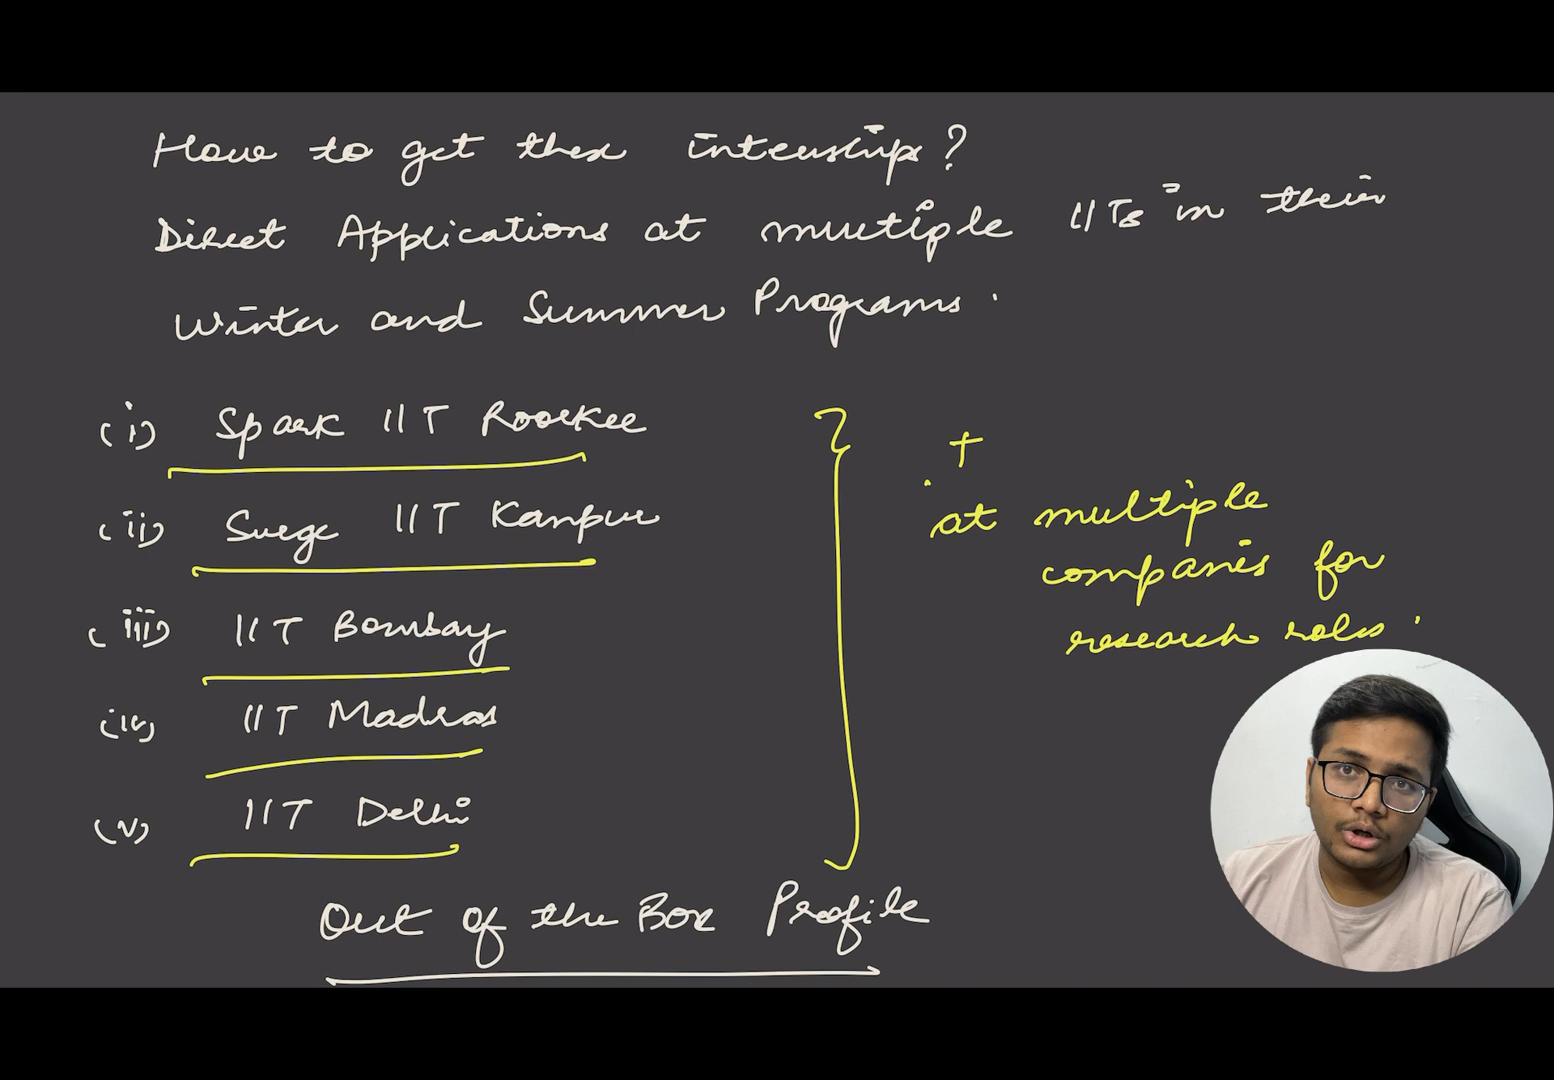 How to get these internships?
Direct Applications at multiple IITs in their
Winter and Summer Programs.
(i) Spark IIT Roorkee
(ii) Surge IIT Kanpur
(iii) IIT Bombay
(iv) IIT Madras
(v) IIT Delhi
+
at multiple
companies for
research roles.
Out of the Box Profile